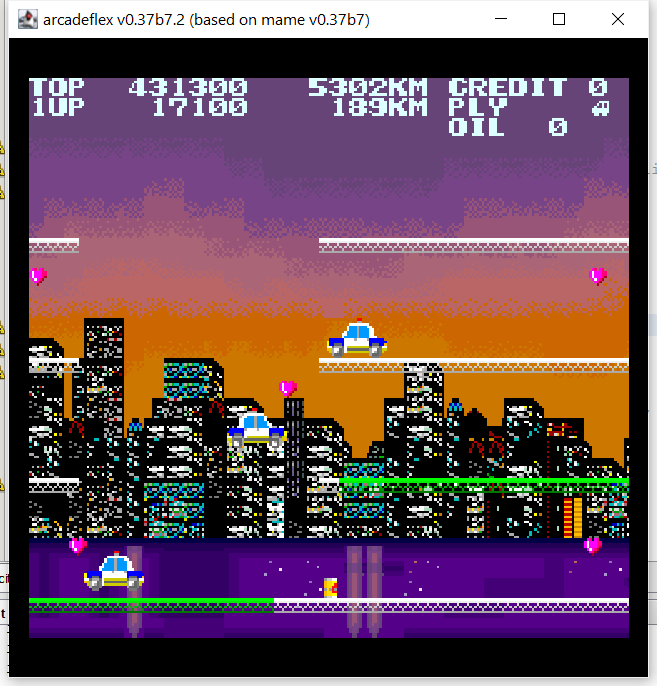 arcadeflex v0.37b7.2 (based on mame v0.37b7)
TOP 431300 5302KM CREDIT 0
1UP 17100 189KM PLY
OIL 0